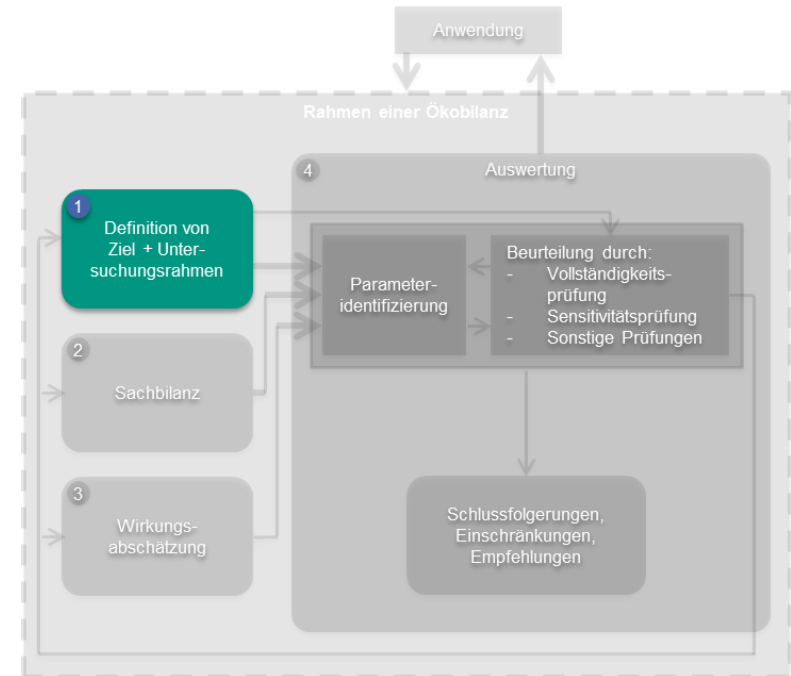 Anwendung
Rahmen einer Ökobilanz
4
Auswertung
1
Definition von
Ziel + Unter-
suchungsrahmen
Parameter-
identifizierung
Beurteilung durch:
- Vollständigkeits-
prüfung
- Sensitivitätsprüfung
- Sonstige Prüfungen
2
Sachbilanz
3
Wirkungs-
abschätzung
Schlussfolgerungen,
Einschränkungen,
Empfehlungen